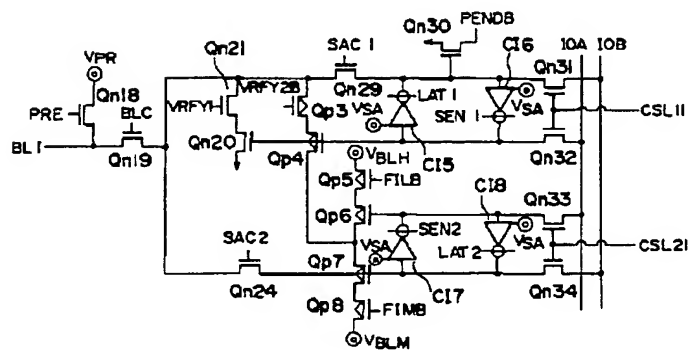 Qn30 PENDB
VPR Qn21 SAC 1 CI6 IOA IOB
Qn31
Qn18 VRFY2B
PRE VRFY1 Qp3 Qn29 LAT 1 VSA
BLC VSA SEN 1 CSL11
BL1 Qn20
Qn19 Qp4 VBLH CI5 Qn32
Qp5 FILB CI8 Qn33
Qp6
SEN2 VSA
SAC2 VSA LAT 2 CSL21
Qp7
Qn24 CI7 Qn34
Qp8 FIMB
VBLM